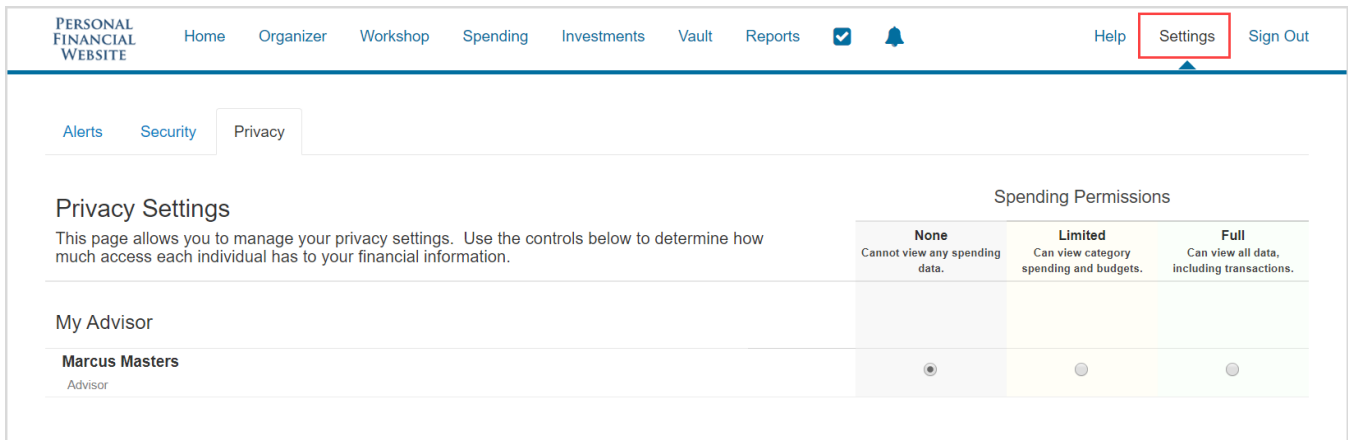 PERSONAL
FINANCIAL
WEBSITE
Home Organizer Workshop Spending Investments Vault Reports Help Settings Sign Out
Alerts Security Privacy
Spending Permissions
Privacy Settings
This page allows you to manage your privacy settings. Use the controls below to determine how
much access each individual has to your financial information.
None
Cannot view any spending
data.
Limited
Can view category
spending and budgets.
Full
Can view all data,
including transactions.
My Advisor
Marcus Masters
Advisor